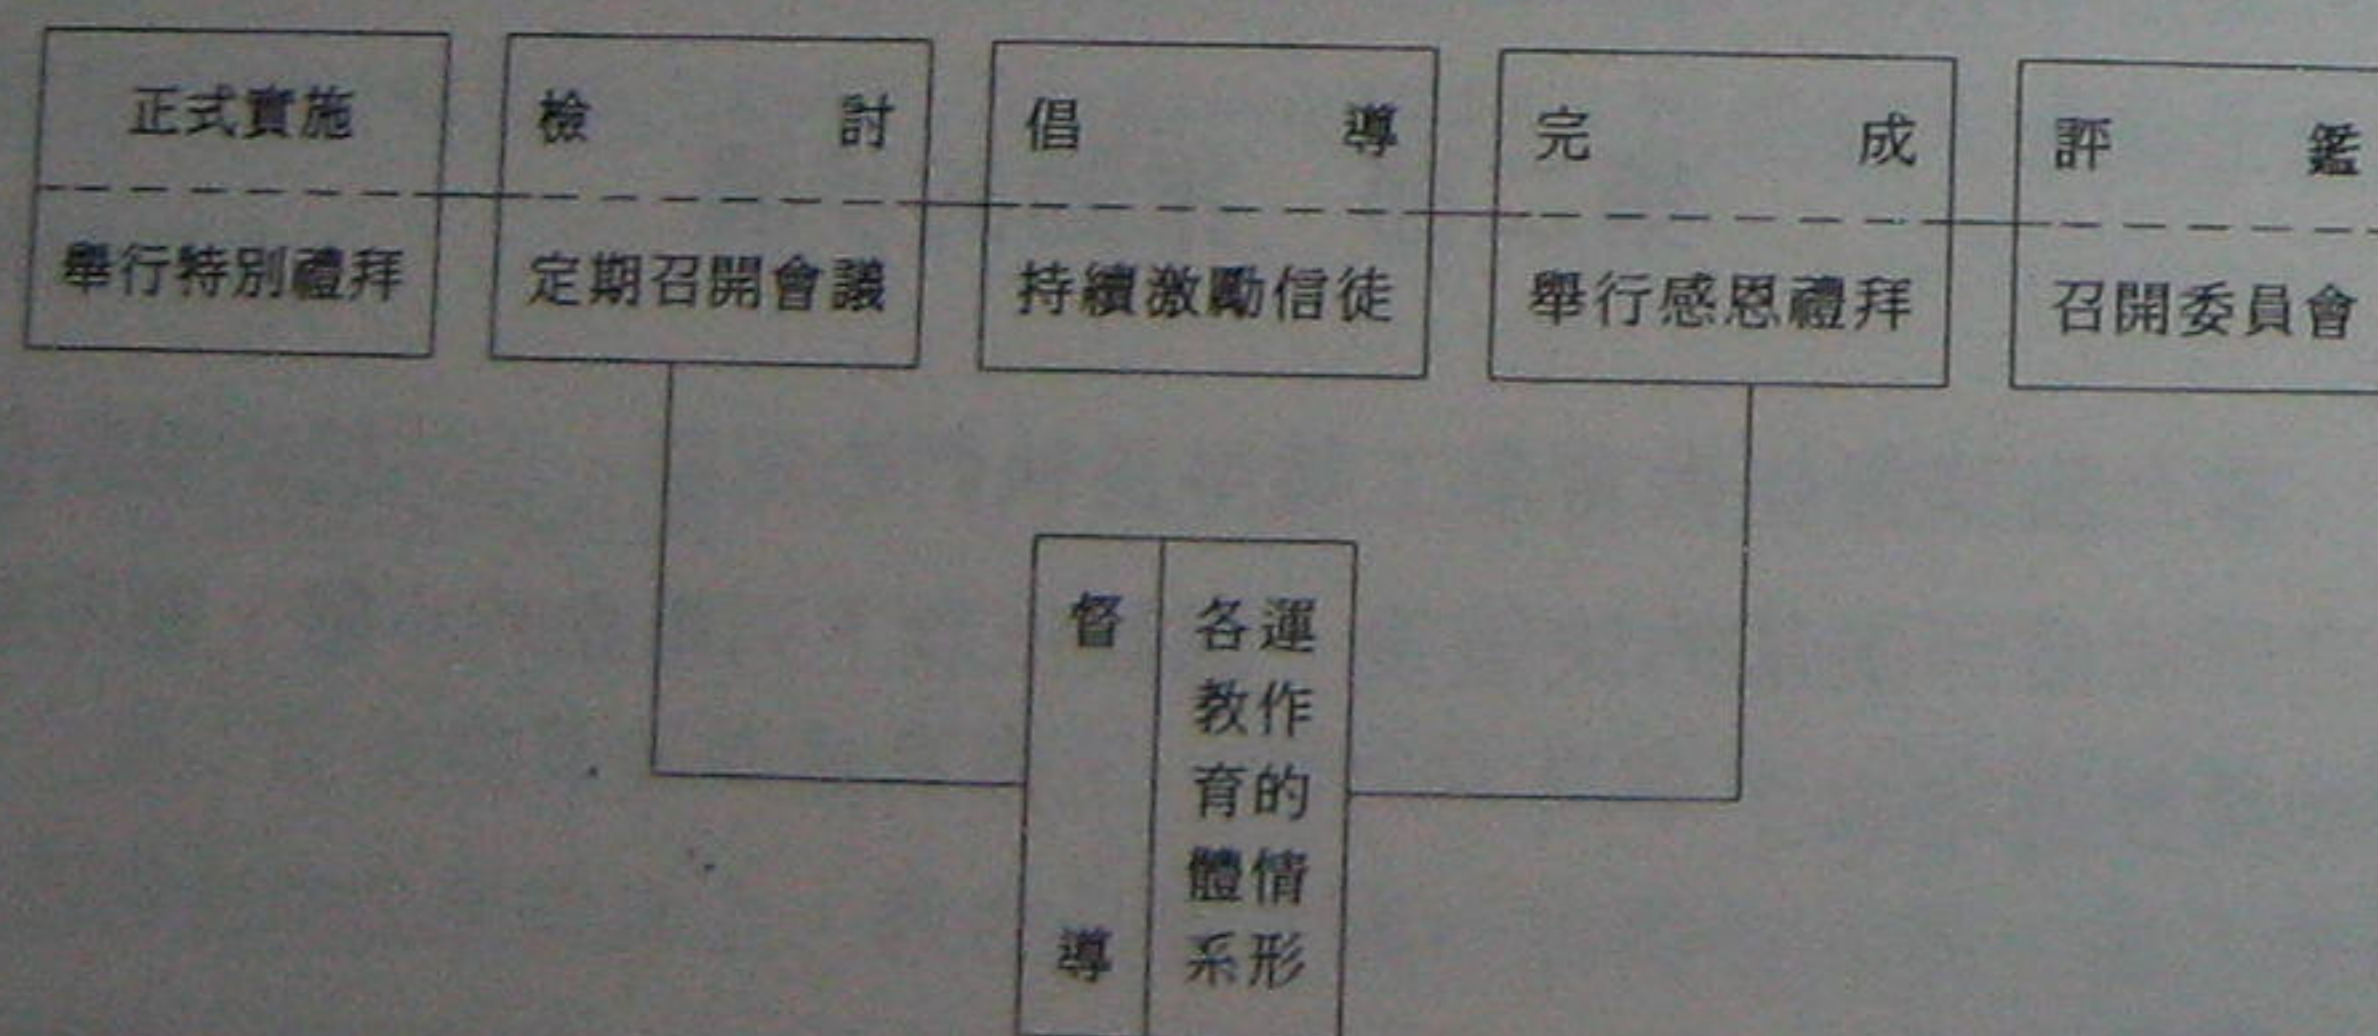 正式實施
舉行特別禮拜
檢討
定期召開會議
倡導
持續激勵信徒
完成
舉行感恩禮拜
評鑑
召開委員會
督導
各教育體系
運作的情形